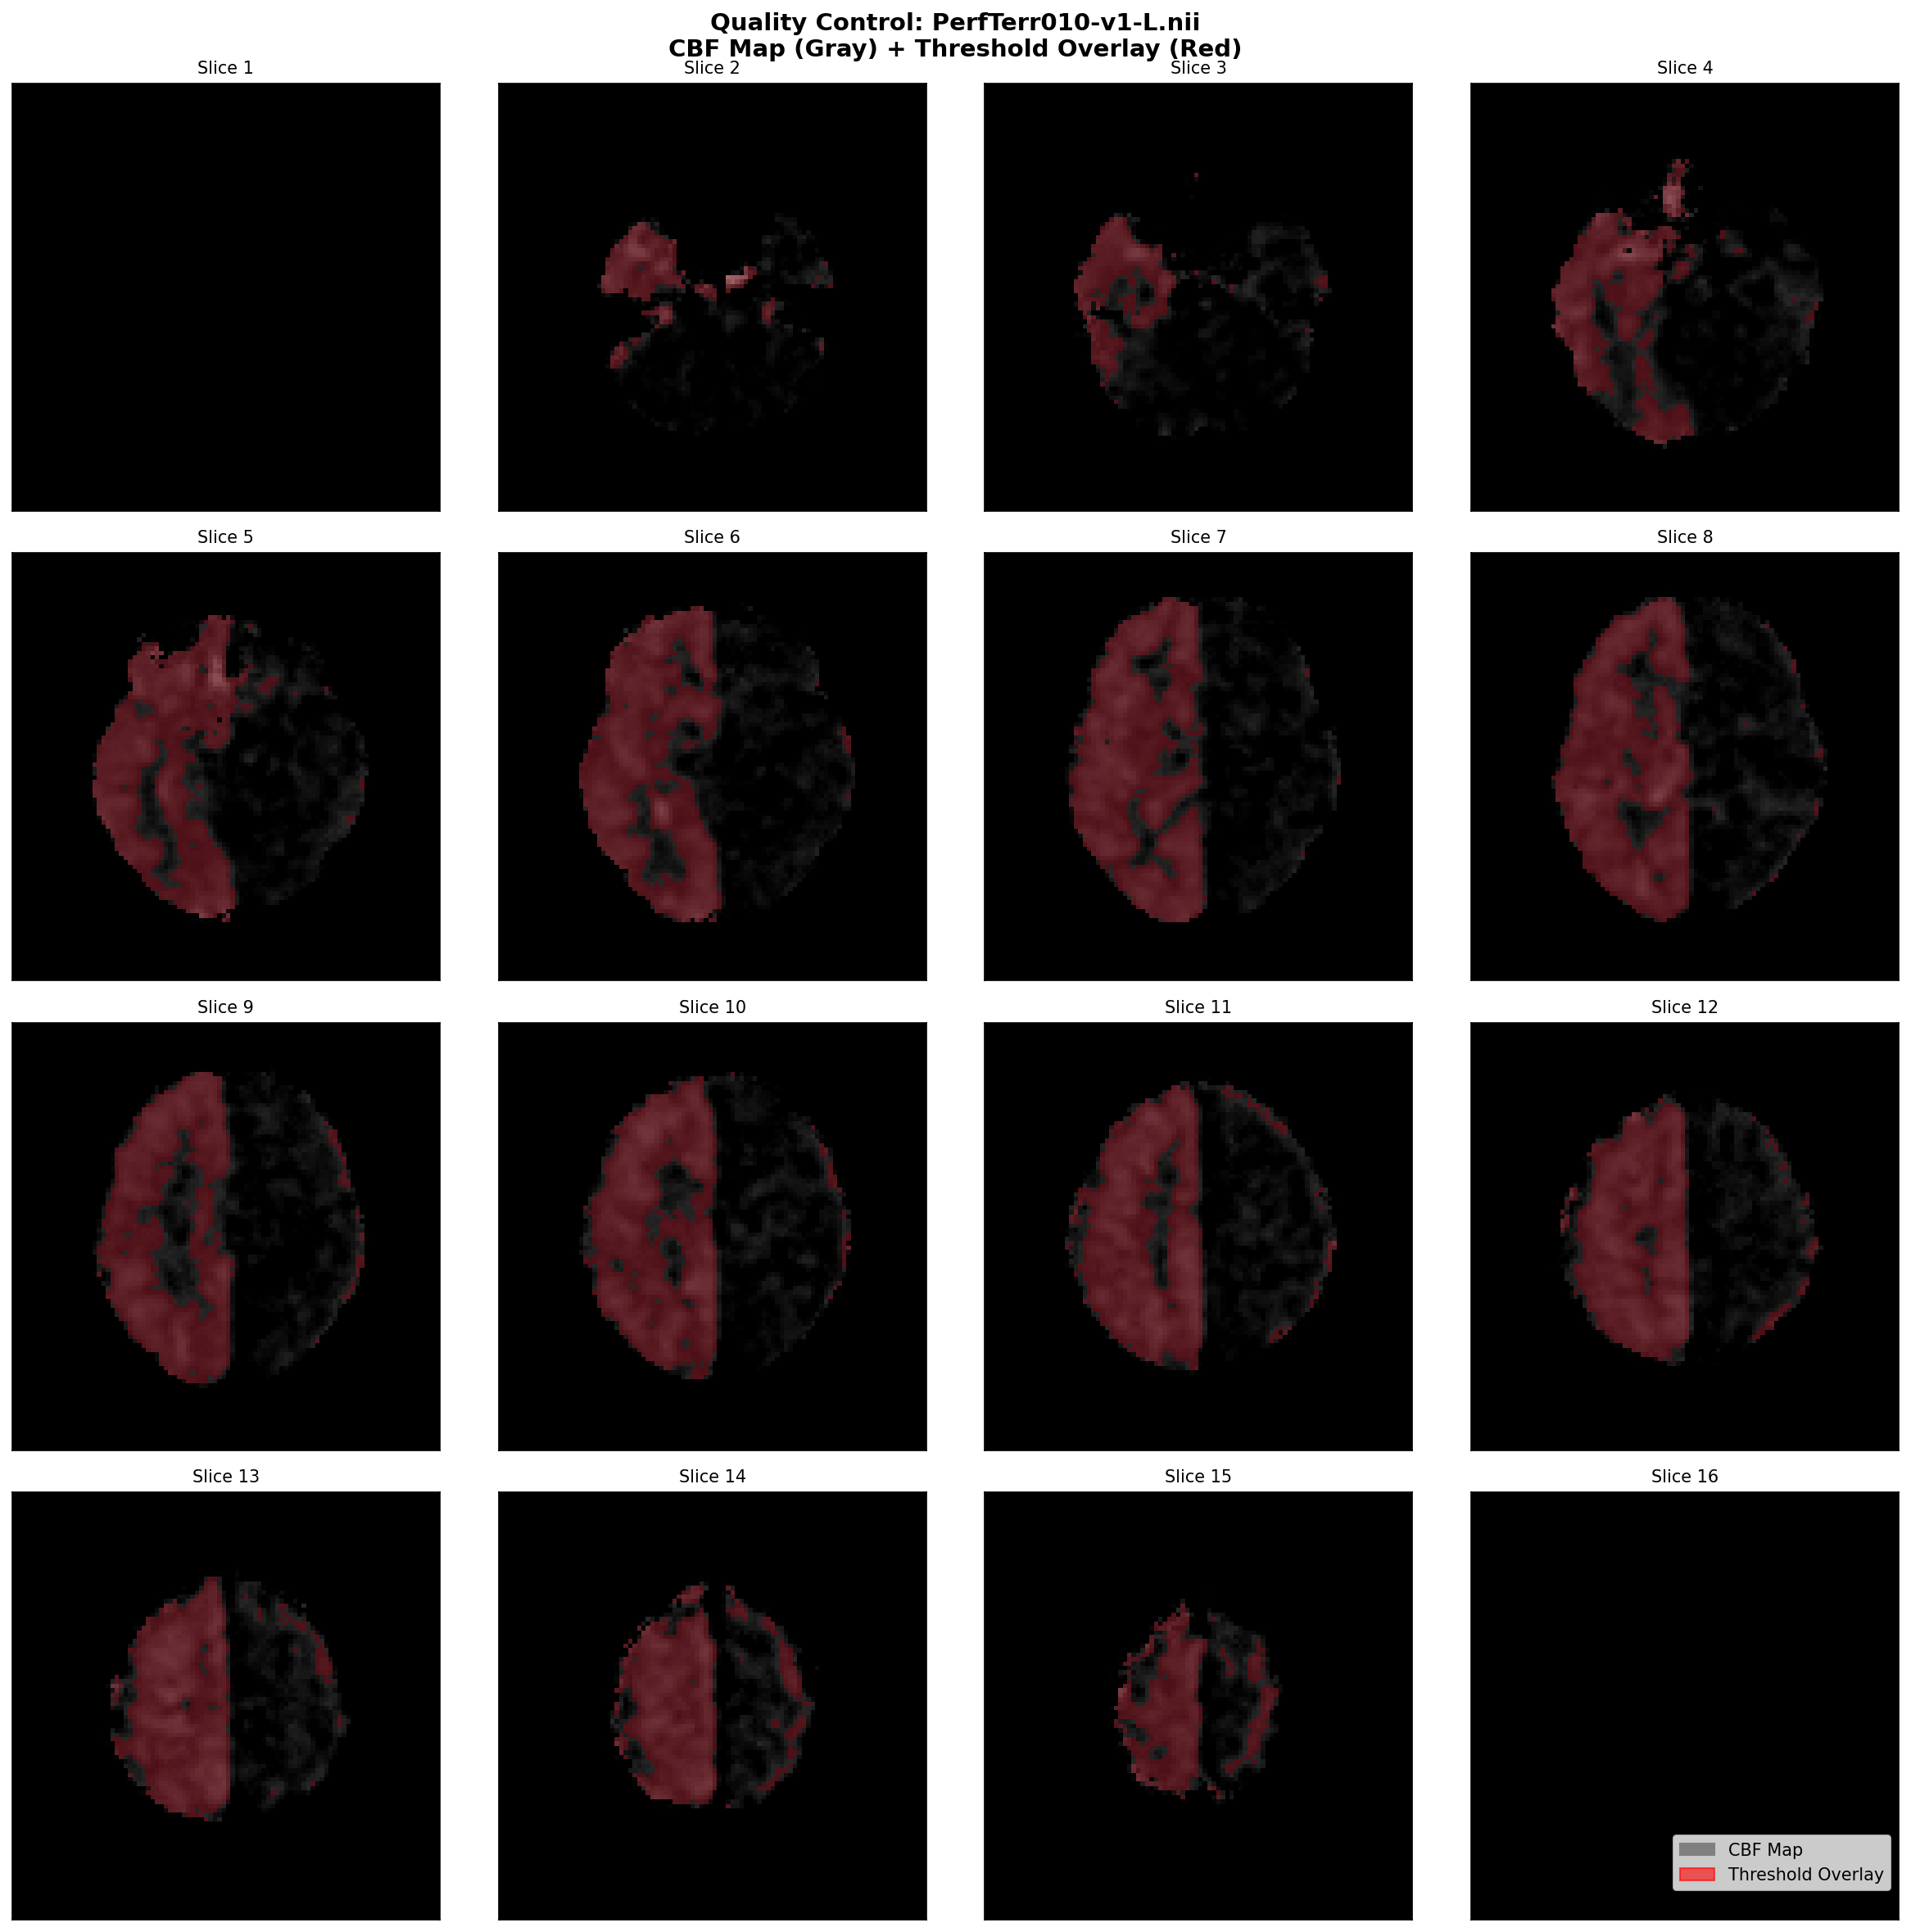 Quality Control: PerfTerr010-v1-L.nii
CBF Map (Gray) + Threshold Overlay (Red)
Slice 1
Slice 2
Slice 3
Slice 4
Slice 5
Slice 6
Slice 7
Slice 8
Slice 9
Slice 10
Slice 11
Slice 12
Slice 13
Slice 14
Slice 15
Slice 16
CBF Map
Threshold Overlay